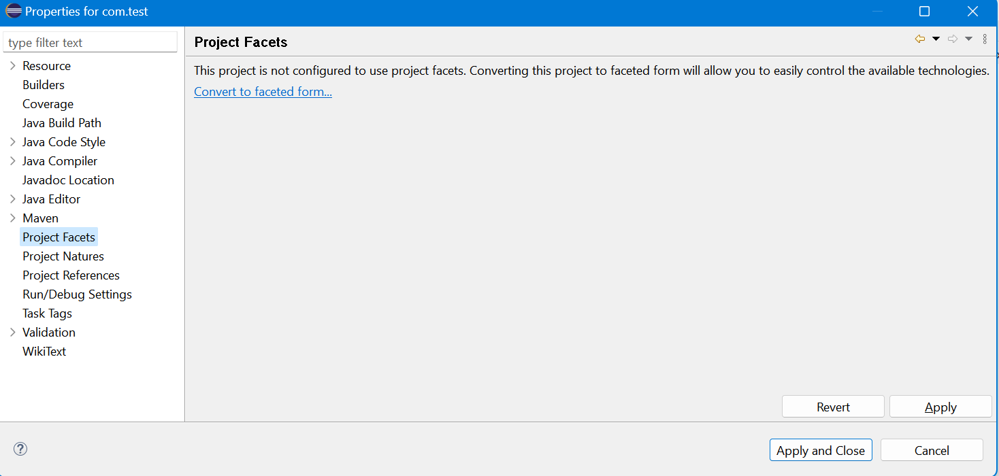 Properties for com.test
type filter text
Resource
Builders
Coverage
Java Build Path
Java Code Style
Java Compiler
Javadoc Location
Java Editor
Maven
Project Facets
Project Natures
Project References
Run/Debug Settings
Task Tags
Validation
WikiText
Project Facets
This project is not configured to use project facets. Converting this project to faceted form will allow you to easily control the available technologies.
Convert to faceted form...
Revert
Apply
?
Apply and Close
Cancel